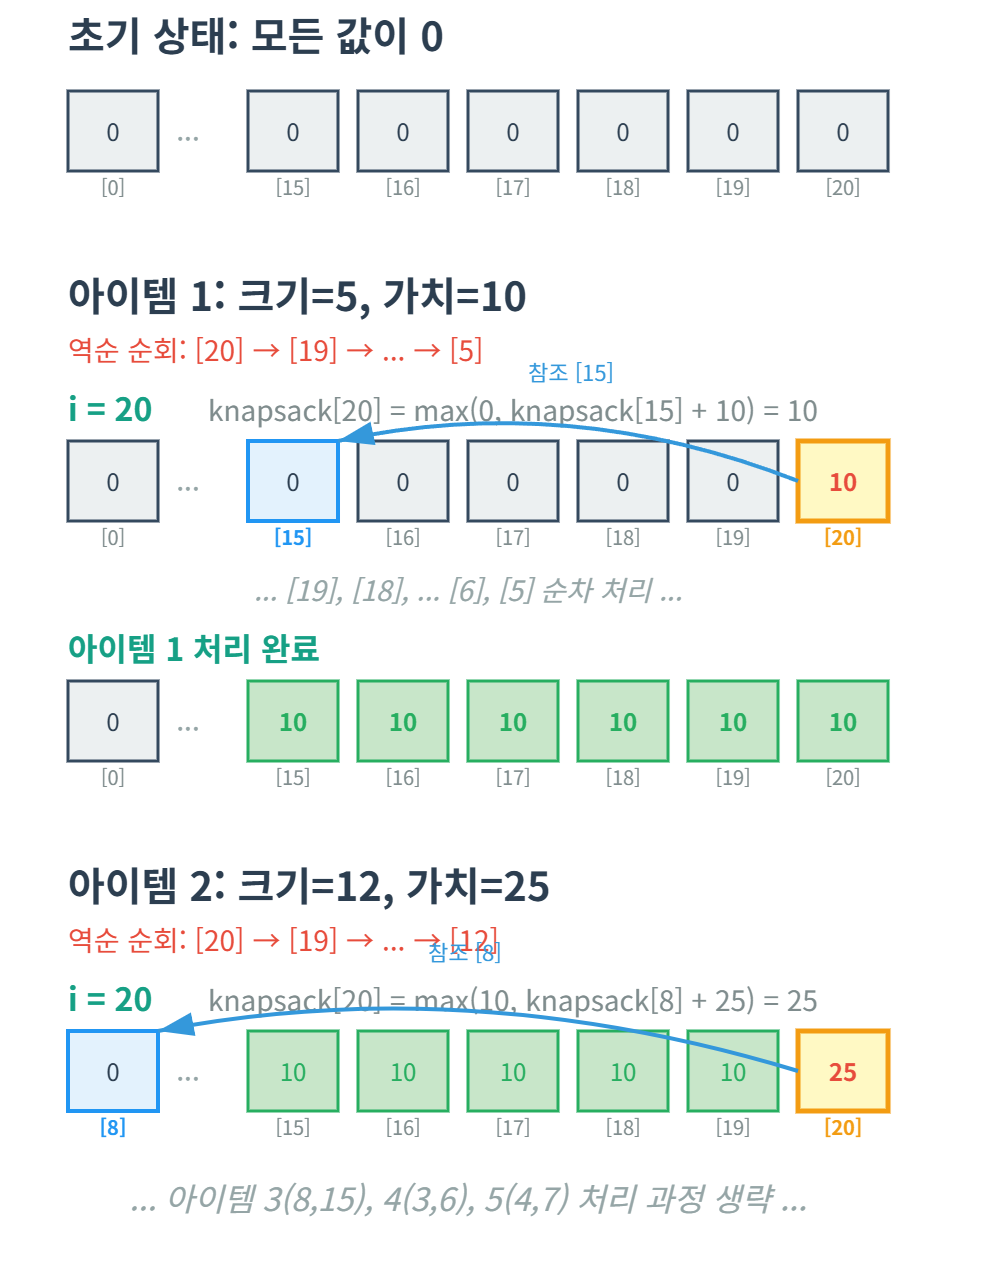 초기 상태: 모든 값이 0
0 ... 0 0 0 0 0 0
[0] [15] [16] [17] [18] [19] [20]
아이템 1: 크기=5, 가치=10
역순 순회: [20] → [19] → ... → [5]
참조 [15]
i = 20 knapsack[20] = max(0, knapsack[15] + 10) = 10
0 ... 0 0 0 0 0 10
[0] [15] [16] [17] [18] [19] [20]
... [19], [18], ... [6], [5] 순차 처리 ...
아이템 1 처리 완료
0 ... 10 10 10 10 10 10
[0] [15] [16] [17] [18] [19] [20]
아이템 2: 크기=12, 가치=25
역순 순회: [20] → [19] → ... → [12]
참조 [8]
i = 20 knapsack[20] = max(10, knapsack[8] + 25) = 25
0 ... 10 10 10 10 10 25
[8] [15] [16] [17] [18] [19] [20]
... 아이템 3(8,15), 4(3,6), 5(4,7) 처리 과정 생략 ...